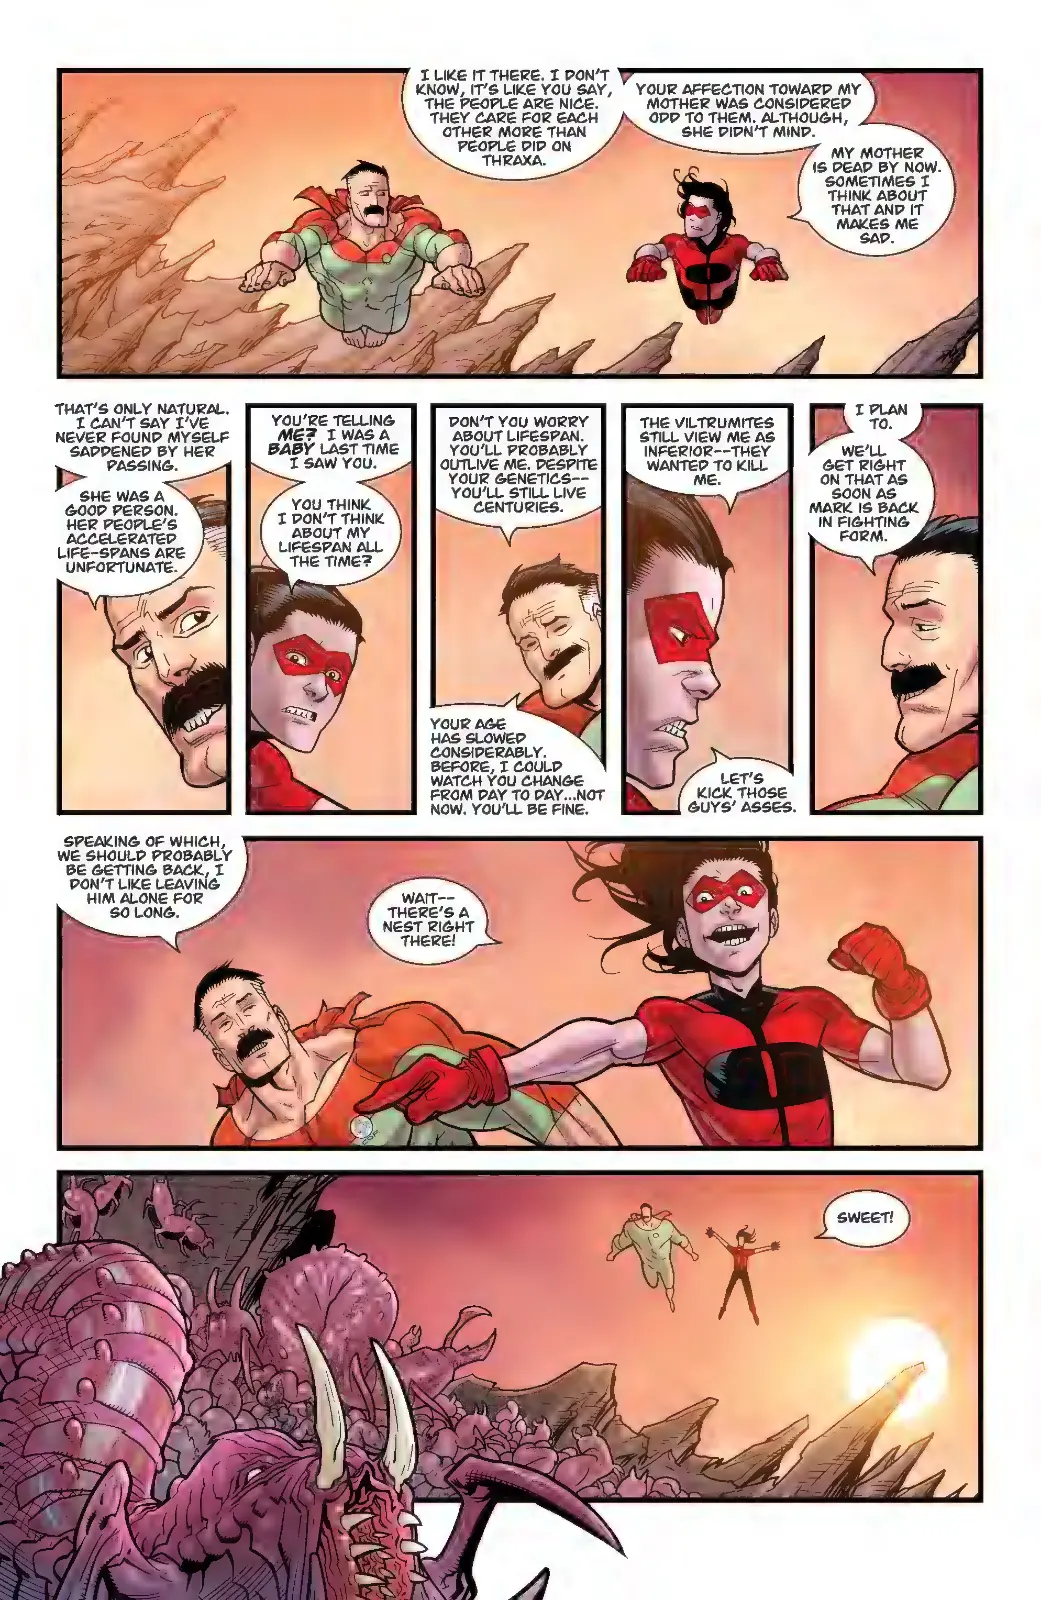 I LIKE IT THERE. I DON'T
KNOW, IT'S LIKE YOU SAY,
THE PEOPLE ARE NICE.
THEY CARE FOR EACH
OTHER MORE THAN
PEOPLE DID ON
THRAXA.
YOUR AFFECTION TOWARD MY
MOTHER WAS CONSIDERED
ODD TO THEM. ALTHOUGH,
SHE DIDN'T MIND.
MY MOTHER
IS DEAD BY NOW.
SOMETIMES I
THINK ABOUT
THAT AND IT
MAKES ME
SAD.
THAT'S ONLY NATURAL.
I CAN'T SAY I'VE
NEVER FOUND MYSELF
SADDENED BY HER
PASSING.
SHE WAS A
GOOD PERSON.
HER PEOPLE'S
ACCELERATED
LIFE-SPANS ARE
UNFORTUNATE.
YOU'RE TELLING
ME? I WAS A
BABY LAST TIME
I SAW YOU.
YOU THINK
I DON'T THINK
ABOUT MY
LIFESPAN ALL
THE TIME?
DON'T YOU WORRY
ABOUT LIFESPAN.
YOU'LL PROBABLY
OUTLIVE ME. DESPITE
YOUR GENETICS--
YOU'LL STILL LIVE
CENTURIES.
YOUR AGE
HAS SLOWED
CONSIDERABLY.
BEFORE, I COULD
WATCH YOU CHANGE
FROM DAY TO DAY...NOT
NOW. YOU'LL BE FINE.
THE VILTRUMITES
STILL VIEW ME AS
INFERIOR--THEY
WANTED TO KILL
ME.
LET'S
KICK THOSE
GUYS' ASSES.
I PLAN
TO.
WE'LL
GET RIGHT
ON THAT AS
SOON AS
MARK IS BACK
IN FIGHTING
FORM.
SPEAKING OF WHICH,
WE SHOULD PROBABLY
BE GETTING BACK, I
DON'T LIKE LEAVING
HIM ALONE FOR
SO LONG.
WAIT--
THERE'S A
NEST RIGHT
THERE!
SWEET!